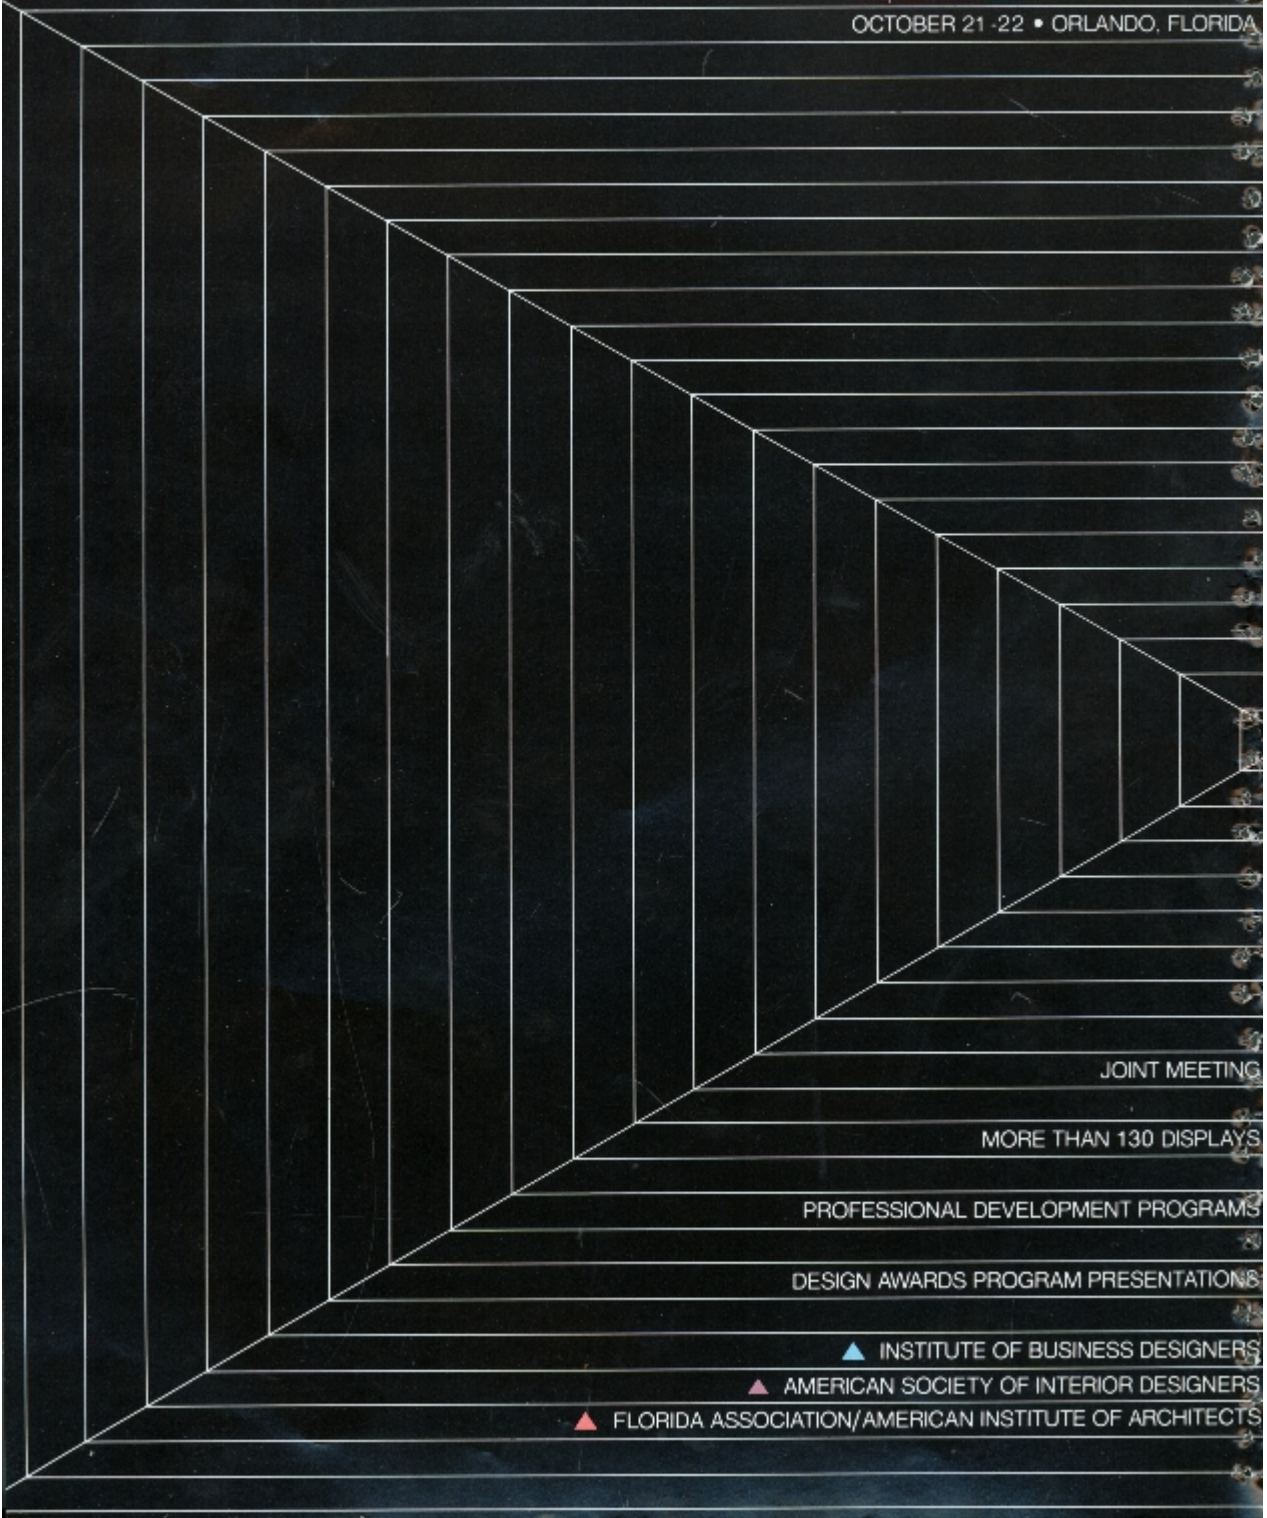 OCTOBER 21-22 • ORLANDO, FLORIDA
JOINT MEETING
MORE THAN 130 DISPLAYS
PROFESSIONAL DEVELOPMENT PROGRAMS
DESIGN AWARDS PROGRAM PRESENTATIONS
INSTITUTE OF BUSINESS DESIGNERS
AMERICAN SOCIETY OF INTERIOR DESIGNERS
FLORIDA ASSOCIATION/AMERICAN INSTITUTE OF ARCHITECTS